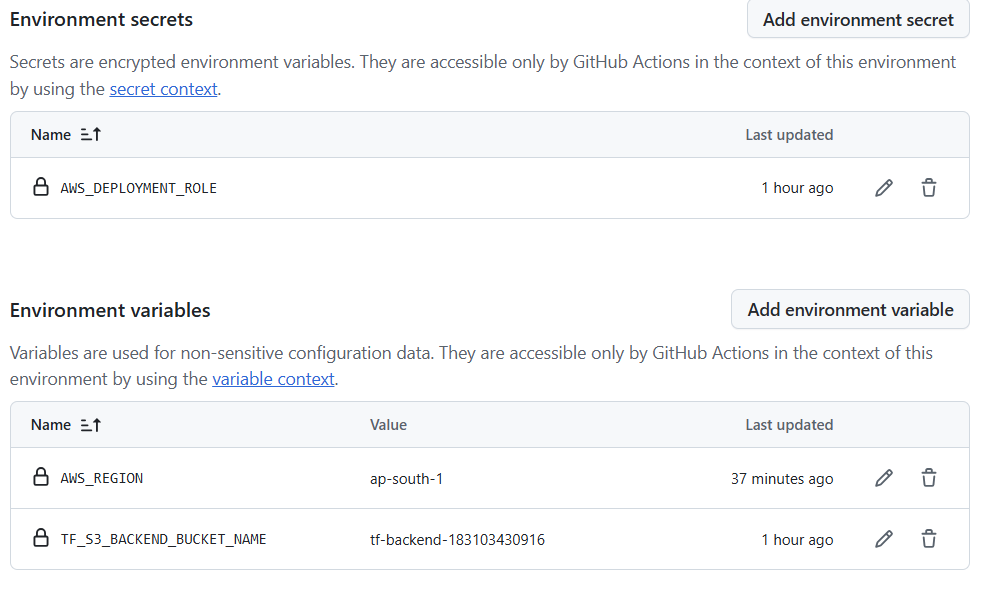 Environment secrets
Add environment secret
Secrets are encrypted environment variables. They are accessible only by GitHub Actions in the context of this environment
by using the secret context.
Name
Last updated
AWS_DEPLOYMENT_ROLE
1 hour ago
Environment variables
Add environment variable
Variables are used for non-sensitive configuration data. They are accessible only by GitHub Actions in the context of this
environment by using the variable context.
Name
Value
Last updated
AWS_REGION
ap-south-1
37 minutes ago
TF_S3_BACKEND_BUCKET_NAME
tf-backend-183103430916
1 hour ago